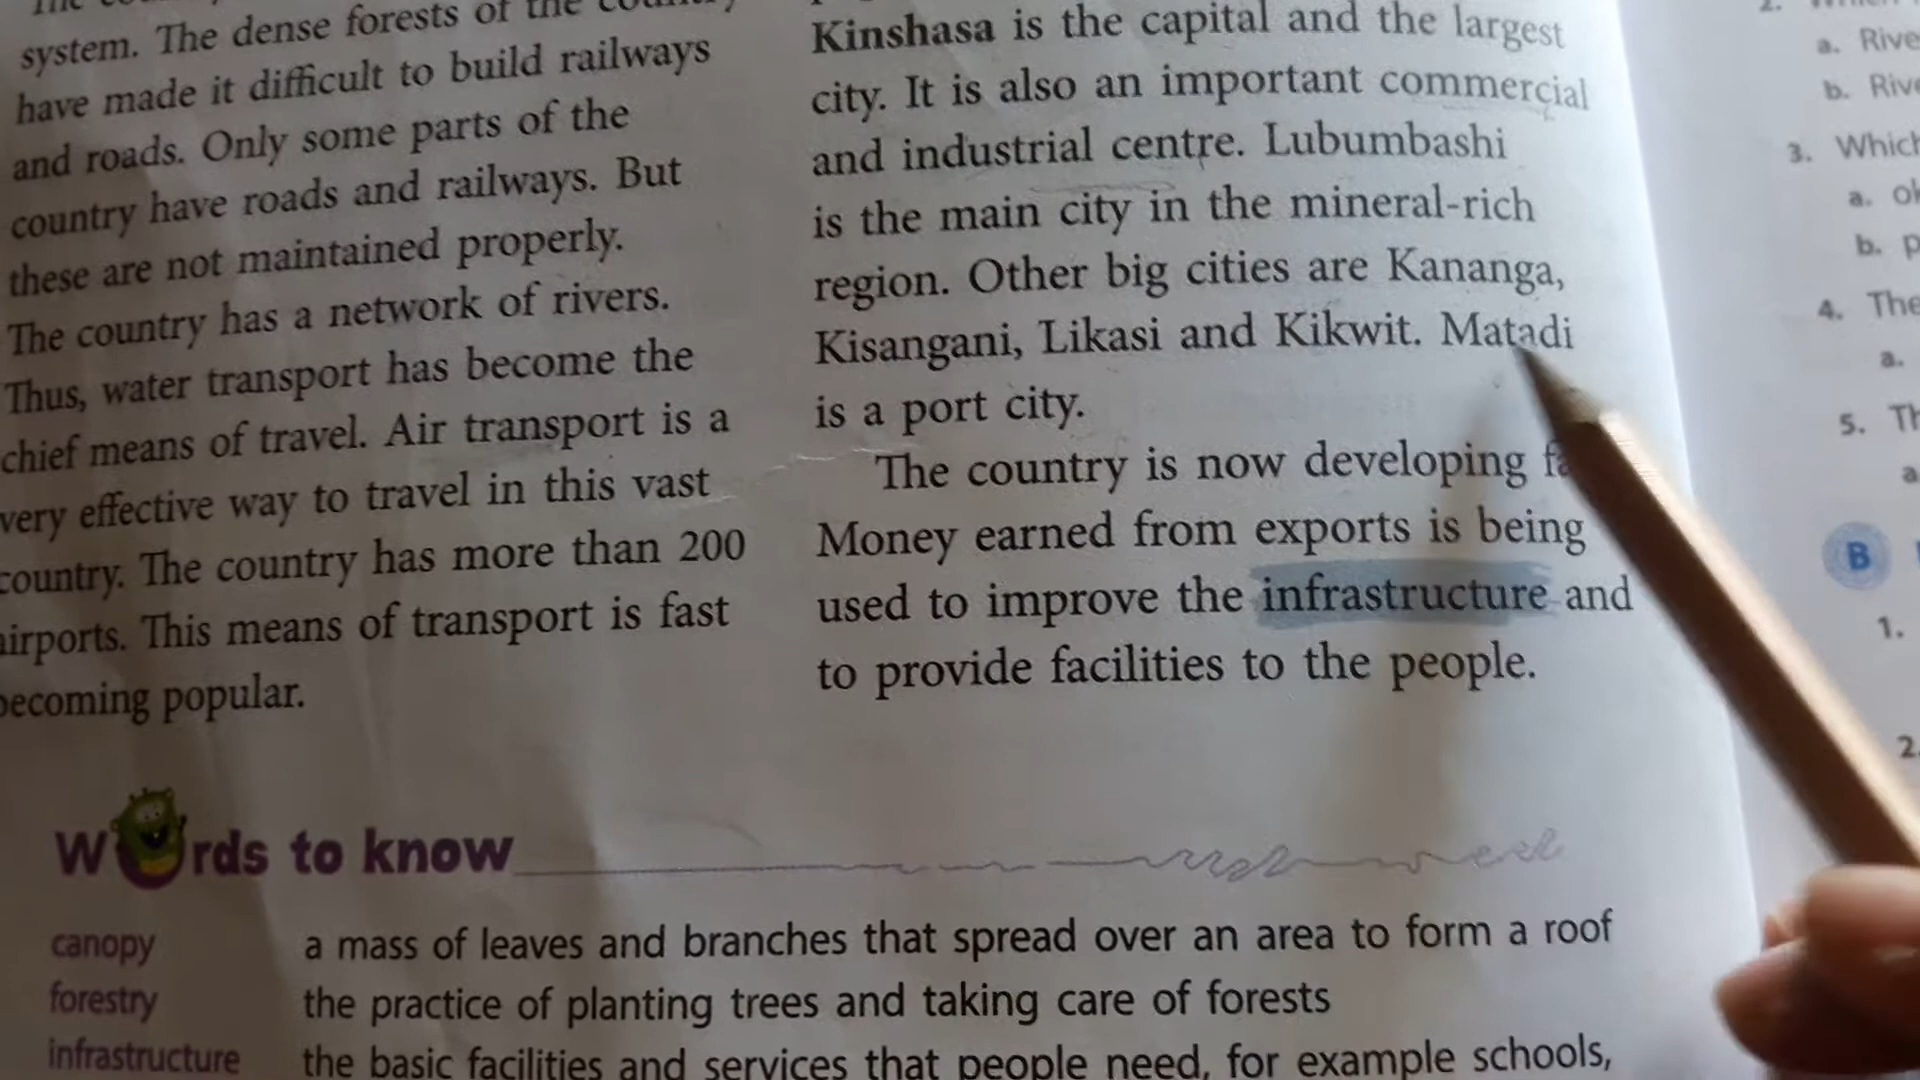 system. The dense forests of the
have made it difficult to build railways
and roads. Only some parts of the
country have roads and railways. But
these are not maintained properly.
The country has a network of rivers.
Thus, water transport has become the
chief means of travel. Air transport is a
very effective way to travel in this vast
country. The country has more than 200
airports. This means of transport is fast
becoming popular.
Kinshasa is the capital and the largest
city. It is also an important commercial
and industrial centre. Lubumbashi
is the main city in the mineral-rich
region. Other big cities are Kananga,
Kisangani, Likasi and Kikwit. Matadi
is a port city.
The country is now developing
Money earned from exports is being
used to improve the infrastructure and
to provide facilities to the people.
Words to know
canopy a mass of leaves and branches that spread over an area to form a roof
forestry the practice of planting trees and taking care of forests
infrastructure the basic facilities and services that people need, for example schools,
a.
b.
3. Which
a.
b.
4. The
a.
5.
a
B
1.
2.